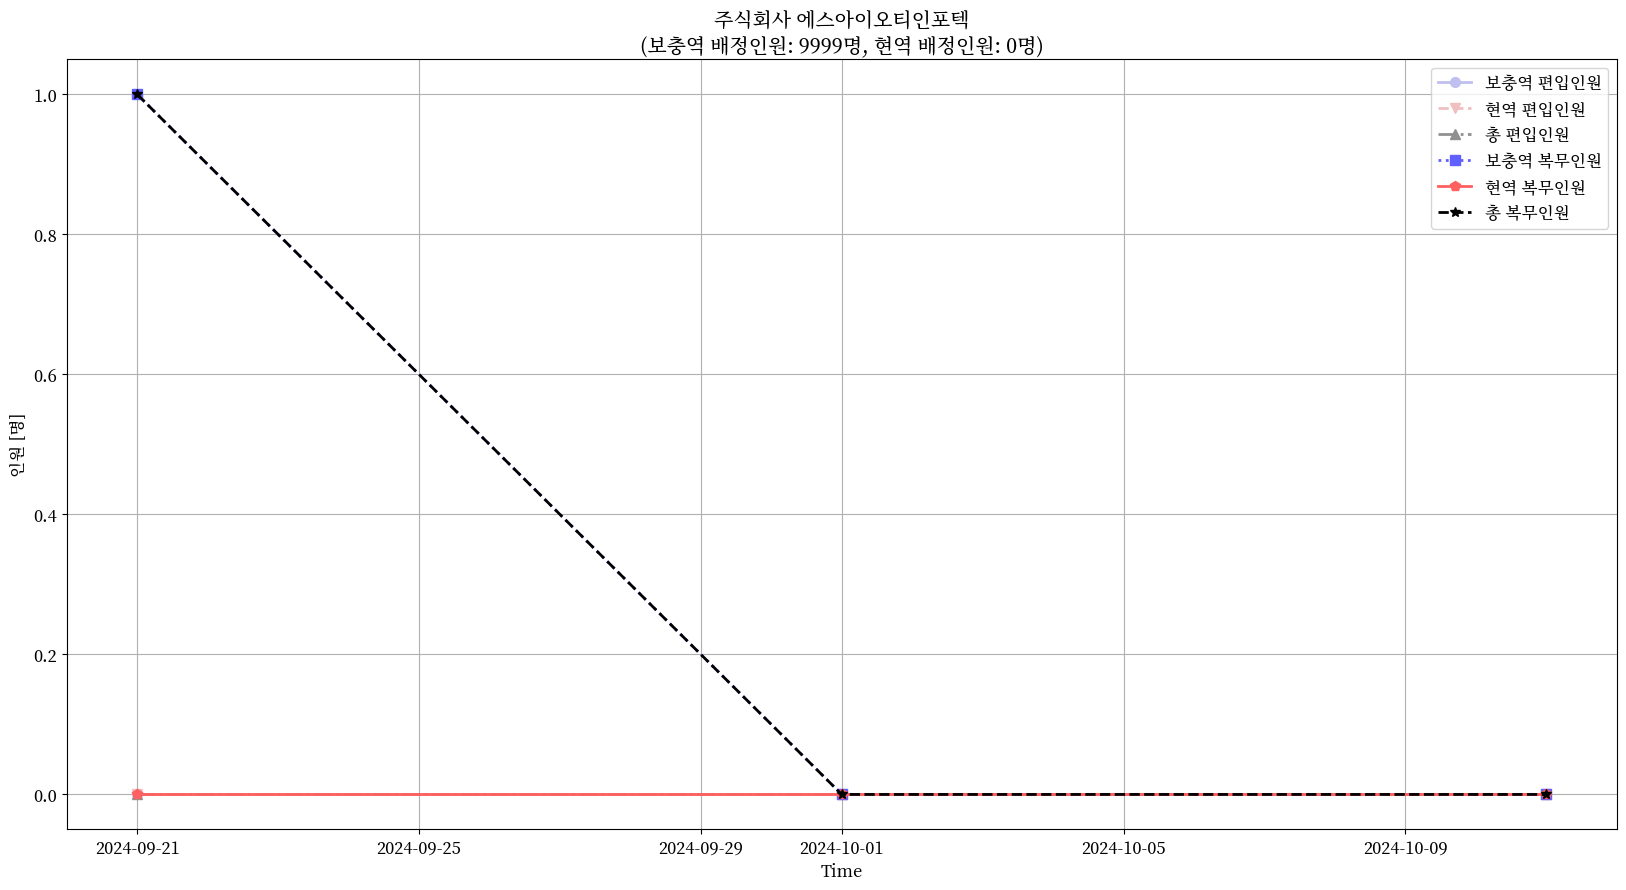 주식회사 에스아이오티인포텍
(보충역 배정인원: 9999명, 현역 배정인원: 0명)
보충역 편입인원
현역 편입인원
총 편입인원
보충역 복무인원
현역 복무인원
총 복무인원
1.0
0.8
0.6
0.4
0.2
0.0
인원 [명]
2024-09-21
2024-09-25
2024-09-29
2024-10-01
2024-10-05
2024-10-09
Time